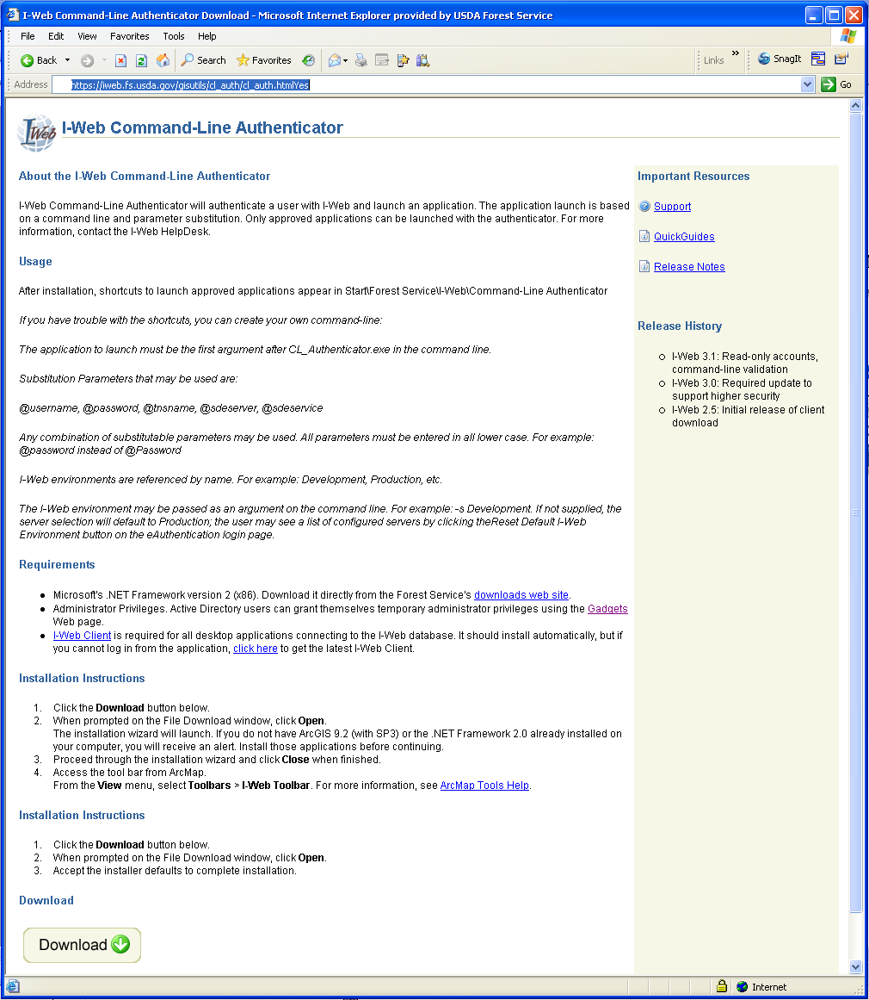 I-Web Command-Line Authenticator Download - Microsoft Internet Explorer provided by USDA Forest Service
File Edit View Favorites Tools Help
Back Search Favorites Links » SnagIt
Address https://iweb.fs.usda.gov/gisutils/cl_auth/cl_auth.htmlYes Go
IWeb
I-Web Command-Line Authenticator
About the I-Web Command-Line Authenticator
I-Web Command-Line Authenticator will authenticate a user with I-Web and launch an application. The application launch is based
on a command line and parameter substitution. Only approved applications can be launched with the authenticator. For more
information, contact the I-Web HelpDesk.
Usage
After installation, shortcuts to launch approved applications appear in Start\Forest Service\I-Web\Command-Line Authenticator
If you have trouble with the shortcuts, you can create your own command-line:
The application to launch must be the first argument after CL_Authenticator.exe in the command line.
Substitution Parameters that may be used are:
@username, @password, @tnsname, @sdeserver, @sdeservice
Any combination of substitutable parameters may be used. All parameters must be entered in all lower case. For example:
@password instead of @Password
I-Web environments are referenced by name. For example: Development, Production, etc.
The I-Web environment may be passed as an argument on the command line. For example: -s Development. If not supplied, the
server selection will default to Production; the user may see a list of configured servers by clicking theReset Default I-Web
Environment button on the eAuthentication login page.
Requirements
• Microsoft's .NET Framework version 2 (x86). Download it directly from the Forest Service's downloads web site.
• Administrator Privileges. Active Directory users can grant themselves temporary administrator privileges using the Gadgets
Web page.
• I-Web Client is required for all desktop applications connecting to the I-Web database. It should install automatically, but if
you cannot log in from the application, click here to get the latest I-Web Client.
Installation Instructions
1. Click the Download button below.
2. When prompted on the File Download window, click Open.
The installation wizard will launch. If you do not have ArcGIS 9.2 (with SP3) or the .NET Framework 2.0 already installed on
your computer, you will receive an alert. Install those applications before continuing.
3. Proceed through the installation wizard and click Close when finished.
4. Access the tool bar from ArcMap.
From the View menu, select Toolbars > I-Web Toolbar. For more information, see ArcMap Tools Help.
Installation Instructions
1. Click the Download button below.
2. When prompted on the File Download window, click Open.
3. Accept the installer defaults to complete installation.
Download
Download
Important Resources
Support
QuickGuides
Release Notes
Release History
I-Web 3.1: Read-only accounts,
command-line validation
I-Web 3.0: Required update to
support higher security
I-Web 2.5: Initial release of client
download
Internet